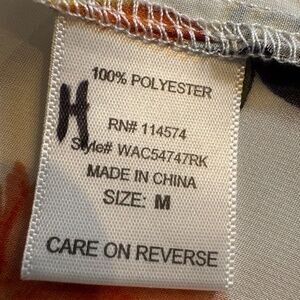 100% POLYESTER
H
RN# 114574
Style# WAC54747RK
MADE IN CHINA
SIZE: M
CARE ON REVERSE